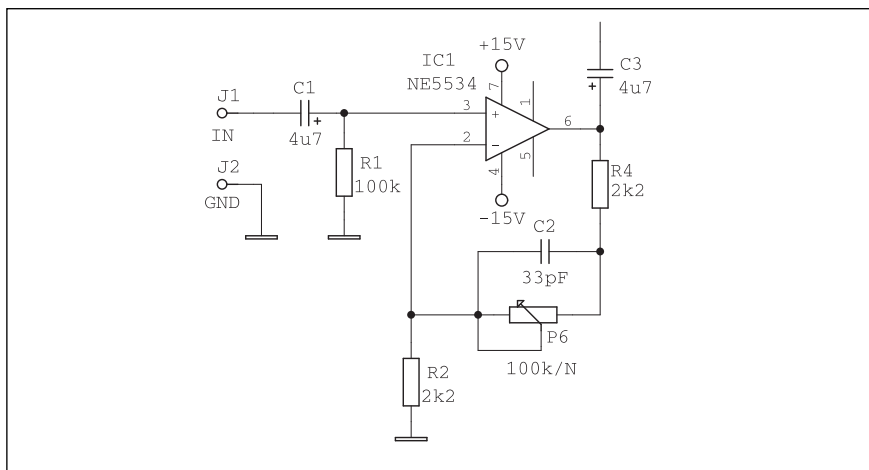 +15V
IC1
NE5534
C3
4u7
7
1
C1
J1
3
+
6
+
IN
4u7
+
2
-
J2
GND
R1
100k
4
5
-15V
R4
2k2
C2
33pF
P6
100k/N
R2
2k2